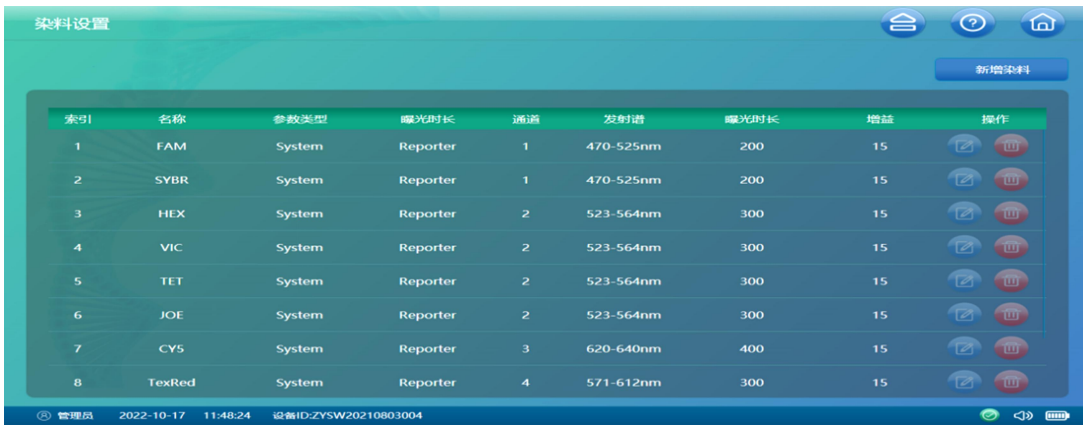 染料设置
新增染料
索引 名称 参数类型 曝光时长 通道 发射谱 曝光时长 增益 操作
1 FAM System Reporter 1 470-525nm 200 15
2 SYBR System Reporter 1 470-525nm 200 15
3 HEX System Reporter 2 523-564nm 300 15
4 VIC System Reporter 2 523-564nm 300 15
5 TET System Reporter 2 523-564nm 300 15
6 JOE System Reporter 2 523-564nm 300 15
7 CY5 System Reporter 3 620-640nm 400 15
8 TexRed System Reporter 4 571-612nm 300 15
管理员 2022-10-17 11:48:24 设备ID:ZYSW20210803004